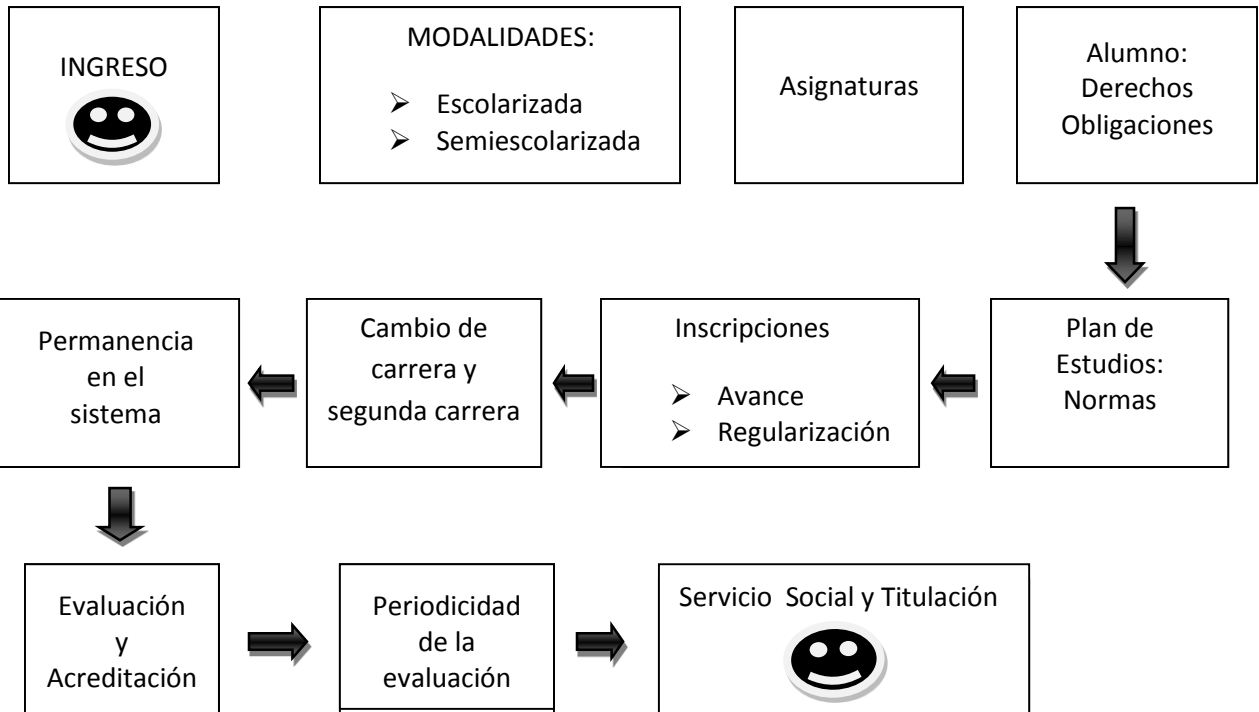 INGRESO
MODALIDADES:
➢ Escolarizada
➢ Semiescolarizada
Asignaturas
Alumno:
Derechos
Obligaciones
Plan de
Estudios:
Normas
Inscripciones
➢ Avance
➢ Regularización
Cambio de
carrera y
segunda carrera
Permanencia
en el
sistema
Evaluación
y
Acreditación
Periodicidad
de la
evaluación
Servicio Social y Titulación